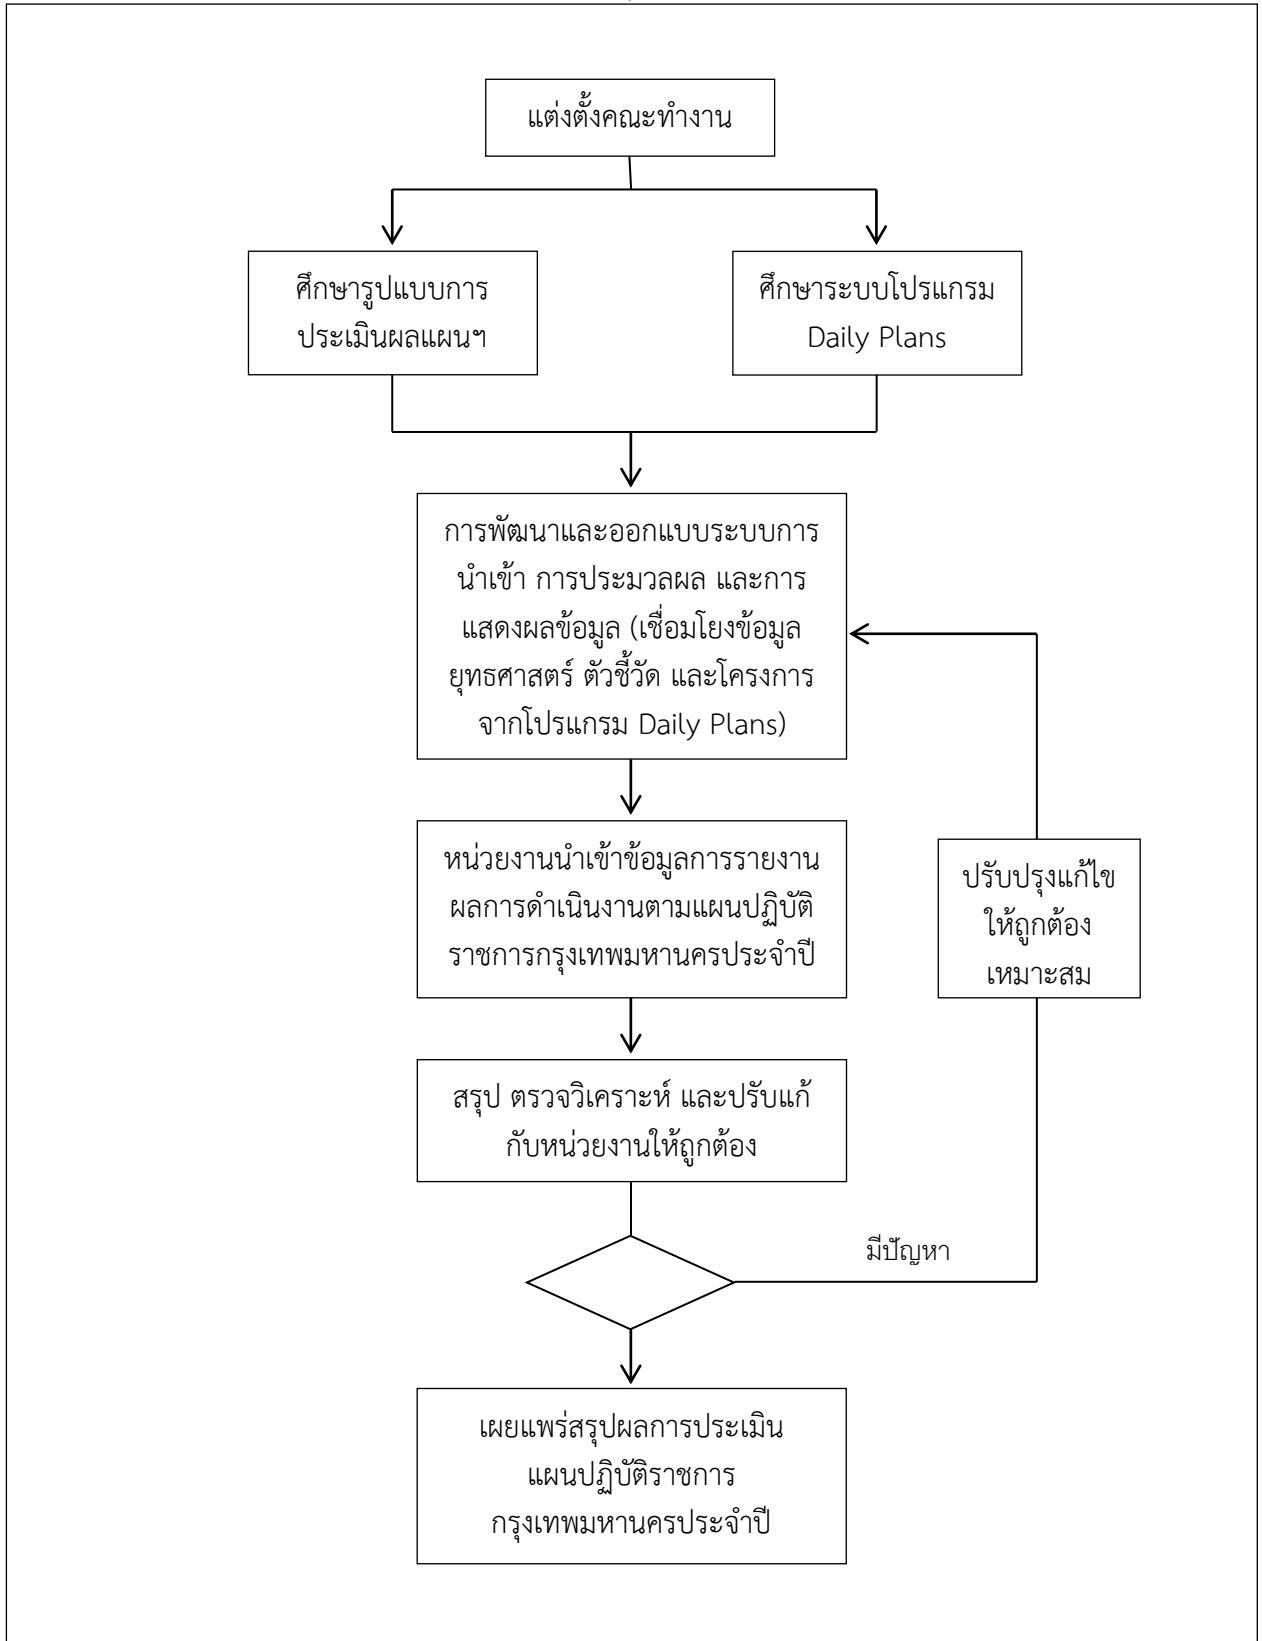 แต่งตั้งคณะทำงาน
ศึกษารูปแบบการ
ประเมินผลแผนฯ
ศึกษาระบบโปรแกรม
Daily Plans
การพัฒนาและออกแบบระบบการ
นำเข้า การประมวลผล และการ
แสดงผลข้อมูล (เชื่อมโยงข้อมูล
ยุทธศาสตร์ ตัวชี้วัด และโครงการ
จากโปรแกรม Daily Plans)
หน่วยงานนำเข้าข้อมูลการรายงาน
ผลการดำเนินงานตามแผนปฏิบัติ
ราชการกรุงเทพมหานครประจำปี
ปรับปรุงแก้ไข
ให้ถูกต้อง
เหมาะสม
สรุป ตรวจวิเคราะห์ และปรับแก้
กับหน่วยงานให้ถูกต้อง
มีปัญหา
เผยแพร่สรุปผลการประเมิน
แผนปฏิบัติราชการ
กรุงเทพมหานครประจำปี